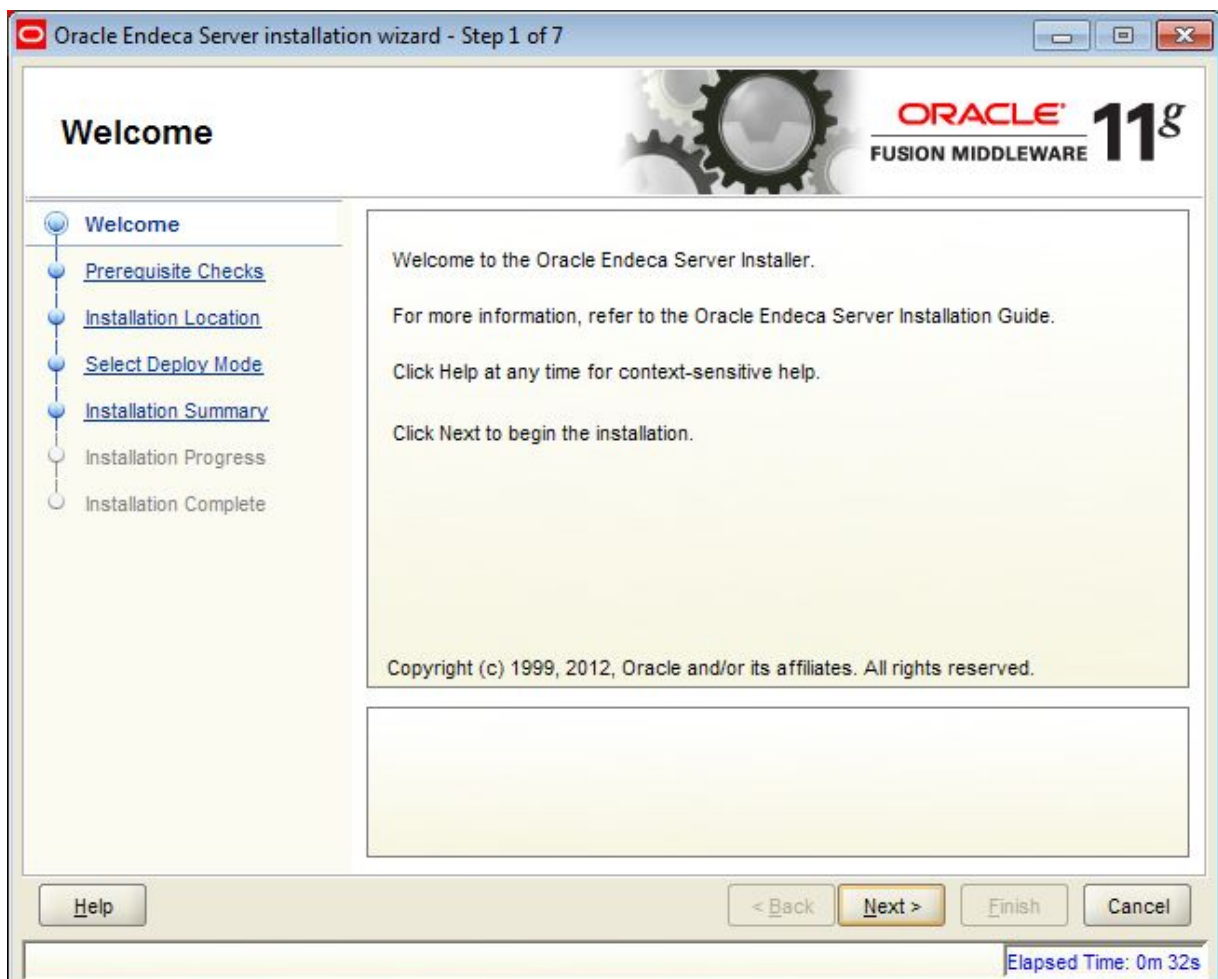 Oracle Endeca Server installation wizard - Step 1 of 7
Welcome
ORACLE
FUSION MIDDLEWARE
11g
Welcome
Prerequisite Checks
Installation Location
Select Deploy Mode
Installation Summary
Installation Progress
Installation Complete
Welcome to the Oracle Endeca Server Installer.
For more information, refer to the Oracle Endeca Server Installation Guide.
Click Help at any time for context-sensitive help.
Click Next to begin the installation.
Copyright (c) 1999, 2012, Oracle and/or its affiliates. All rights reserved.
Help
< Back
Next >
Finish
Cancel
Elapsed Time: 0m 32s